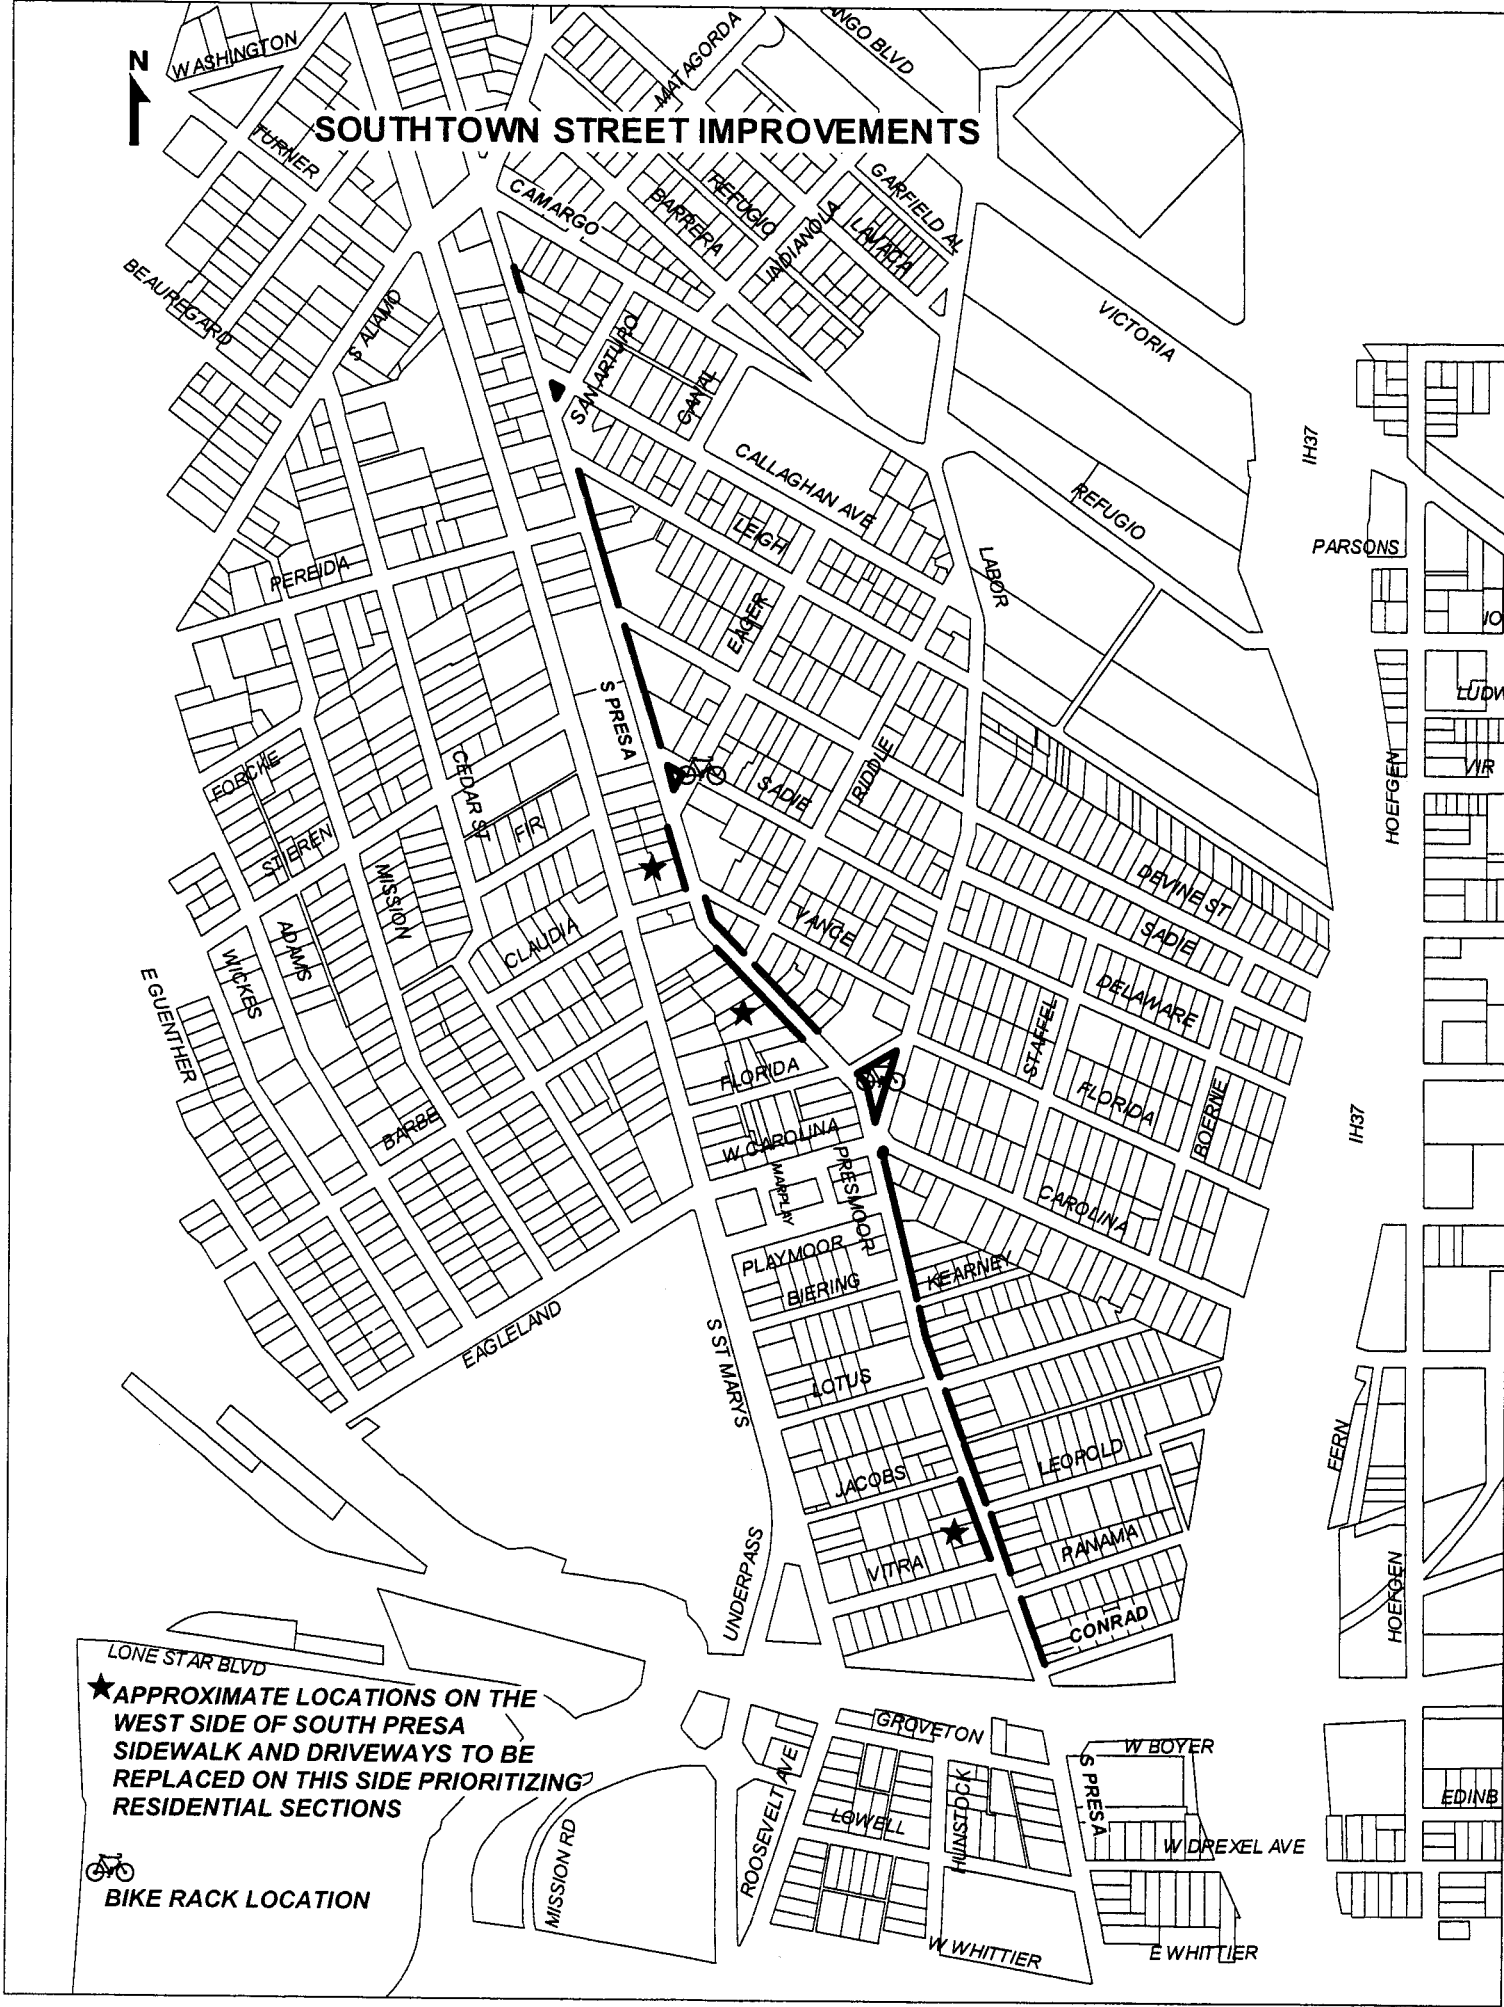 N
WASHINGTON
MATAGORDA
NGO BLVD
SOUTHTOWN STREET IMPROVEMENTS
TURNER
CAMARGO
BARRERA
REFUGIO
INDIANOLA
GARFIELD AL
LAVACA
BEAUREGARD
S ALAMO
SAN ARTURO
CANAL
VICTORIA
CALLAGHAN AVE
REFUGIO
IH37
LEIGH
LABOR
PARSONS
PEREIDA
EAGER
S PRESA
LUDW
FORCKE
CEDAR ST
SADIE
RIDDLE
HOEFGEN
VIR
STIEREN
FIR
MISSION
DEVINE ST
ADAMS
CLAUDIA
VANCE
SADIE
WICKES
E GUENTHER
DELAWARE
STAFFEL
FLORIDA
FLORIDA
BOERNE
IH37
BARBE
W CAROLINA
MARPLAY
PRESMOOR
CAROLINA
PLAYMOOR
BIERING
KEARNEY
EAGLELAND
S ST MARYS
LOTUS
JACOBS
LEOPOLD
FERN
UNDERPASS
VITRA
PANAMA
HOEFGEN
CONRAD
LONE STAR BLVD
APPROXIMATE LOCATIONS ON THE
WEST SIDE OF SOUTH PRESA
SIDEWALK AND DRIVEWAYS TO BE
REPLACED ON THIS SIDE PRIORITIZING
RESIDENTIAL SECTIONS
GROVETON
W BOYER
S PRESA
ROOSEVELT AVE
LOWELL
HUNSTOCK
EDINB
W DREXEL AVE
MISSION RD
BIKE RACK LOCATION
W WHITTIER
E WHITTIER